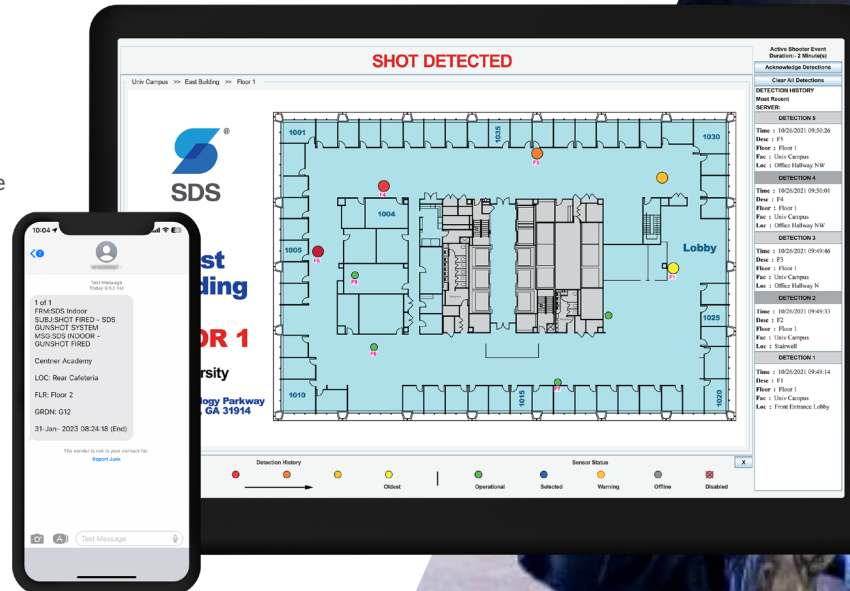 e
SHOT DETECTED
Univ Campus >> East Building >> Floor 1
SDS
®
st
ding
OR 1
rsity
logy Parkway
, GA 31914
1001
1035
1030
F3
F4
1004
1005
F5
F9
Lobby
F1
1025
F6
F7
1010
1015
1020
Detection History
Oldest
Sensor Status
Operational
Selected
Warning
Offline
Disabled
X
Active Shooter Event
Duration:- 2 Minute(s)
Acknowledge Detections
Clear All Detections
DETECTION HISTORY
Most Recent
SERVER:
DETECTION 5
Time : 10/26/2021 09:50:26
Desc : F5
Floor : Floor 1
Fac : Univ Campus
Loc : Office Hallway NW
DETECTION 4
Time : 10/26/2021 09:50:01
Desc : F4
Floor : Floor 1
Fac : Univ Campus
Loc : Office Hallway NW
DETECTION 3
Time : 10/26/2021 09:49:46
Desc : F3
Floor : Floor 1
Fac : Univ Campus
Loc : Office Hallway N
DETECTION 2
Time : 10/26/2021 09:49:33
Desc : F2
Floor : Floor 1
Fac : Univ Campus
Loc : Stairwell
DETECTION 1
Time : 10/26/2021 09:49:14
Desc : F1
Floor : Floor 1
Fac : Univ Campus
Loc : Front Entrance Lobby
10:04
Text Message
Today 9:53 AM
1 of 1
FRM:SDS Indoor
SUBJ:SHOT FIRED - SDS
GUNSHOT SYSTEM
MSG:SDS INDOOR -
GUNSHOT FIRED
Centner Academy
LOC: Rear Cafeteria
FLR: Floor 2
GRDN: G12
31-Jan- 2023 08:24:18 (End)
The sender is not in your contact list.
Report Junk
Text Message